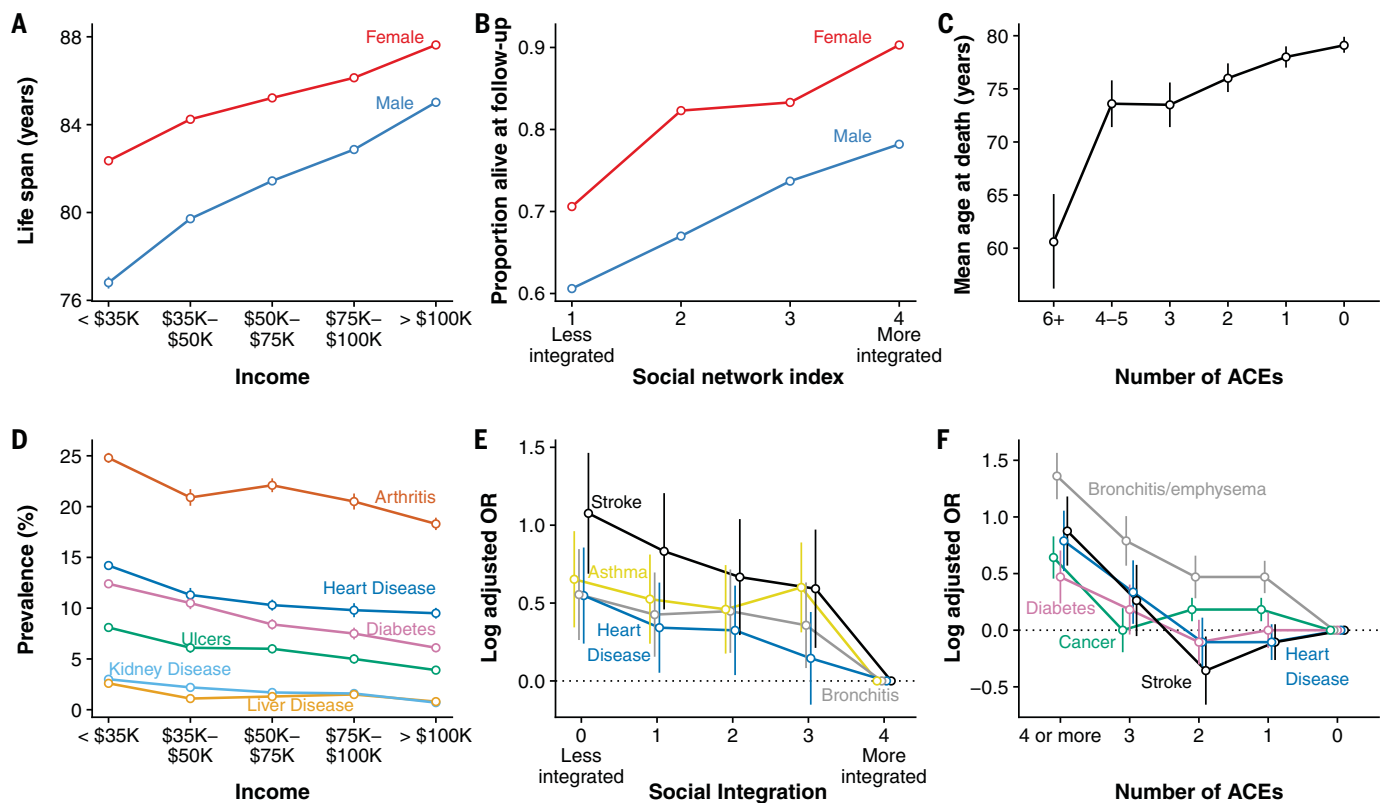 A
Life span (years)
88
84
80
76
Female
Male
< $35K
$35K–
$50K
$50K–
$75K
$75K–
$100K
> $100K
Income
B
Proportion alive at follow-up
0.9
0.8
0.7
0.6
Female
Male
1
2
3
4
Less
integrated
More
integrated
Social network index
C
Mean age at death (years)
80
75
70
65
60
6+
4–5
3
2
1
0
Number of ACEs
D
Prevalence (%)
25
20
15
10
5
0
Arthritis
Heart Disease
Diabetes
Ulcers
Kidney Disease
Liver Disease
< $35K
$35K–
$50K
$50K–
$75K
$75K–
$100K
> $100K
Income
E
Log adjusted OR
1.5
1.0
0.5
0.0
Stroke
Asthma
Heart
Disease
Bronchitis
0
1
2
3
4
Less
integrated
More
integrated
Social Integration
F
Log adjusted OR
1.5
1.0
0.5
0.0
−0.5
Bronchitis/emphysema
Diabetes
Cancer
Stroke
Heart
Disease
4 or more
3
2
1
0
Number of ACEs